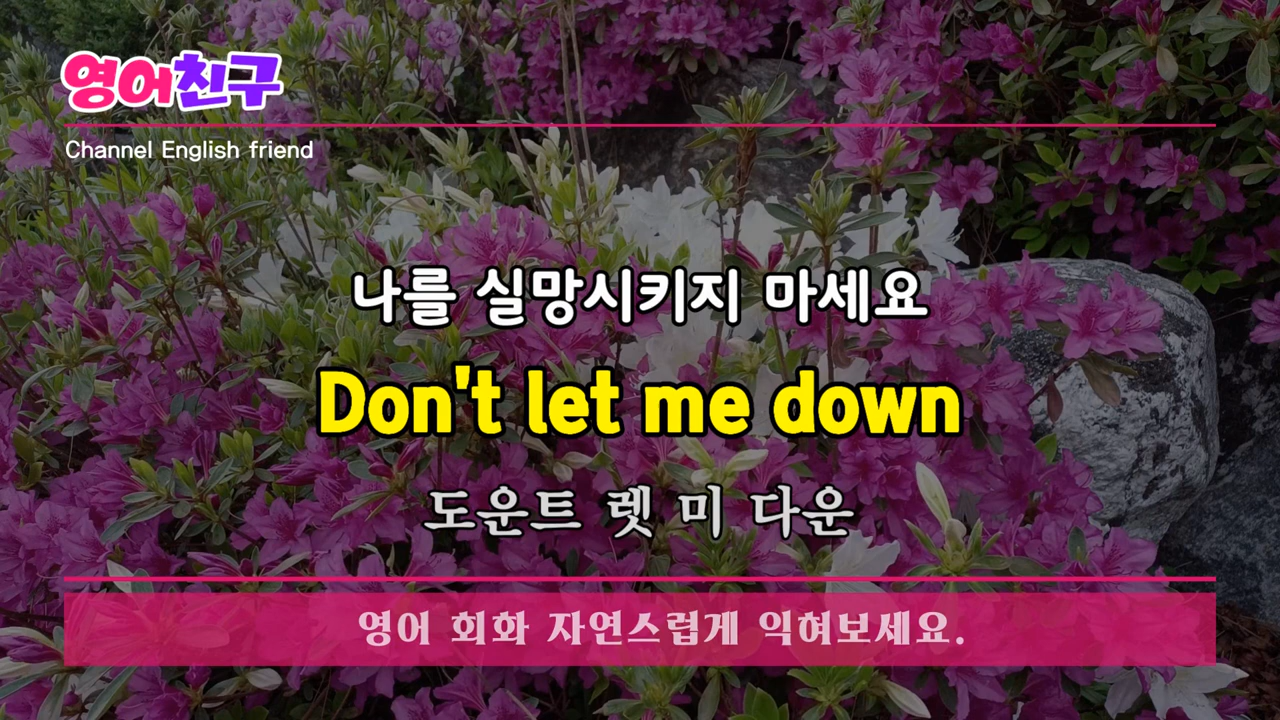 영어친구
Channel English friend
나를 실망시키지 마세요
Don't let me down
도운트 렛 미 다운
영어 회화 자연스럽게 익혀보세요.